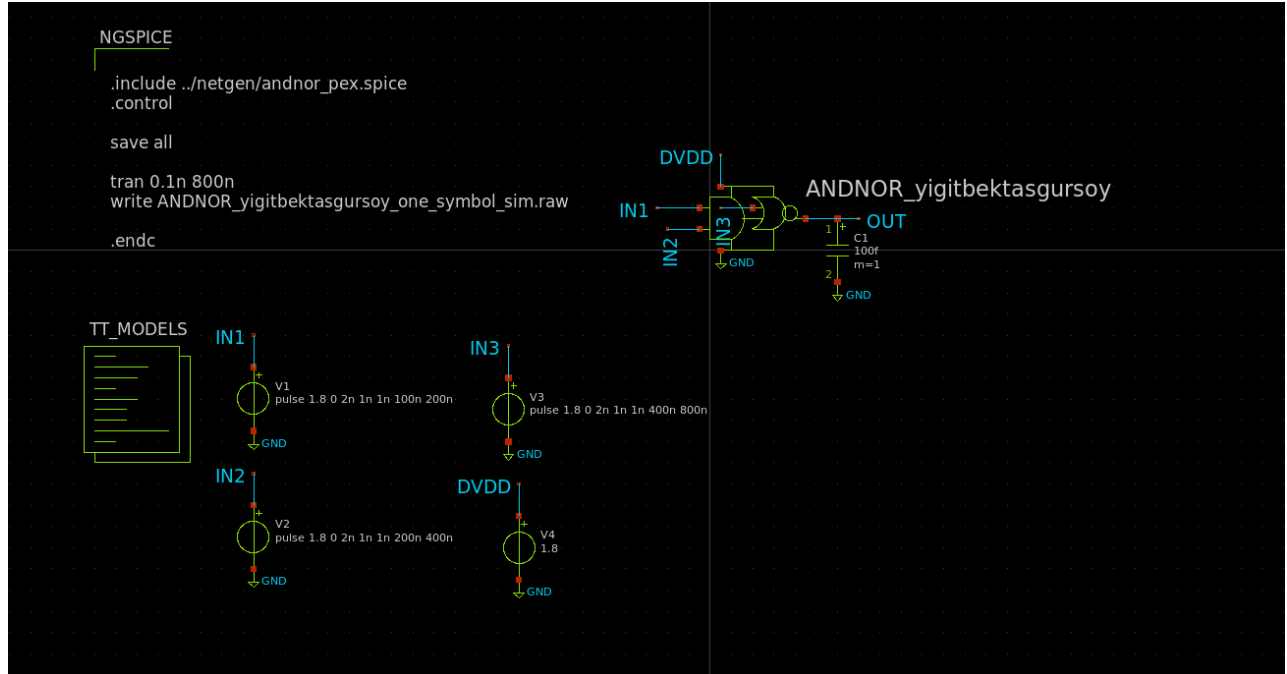 NGSPICE
.include ../netgen/andnor_pex.spice
.control
save all
tran 0.1n 800n
write ANDNOR_yigitbektasgursoy_one_symbol_sim.raw
.endc
DVDD
ANDNOR_yigitbektasgursoy
IN1
IN2
IN3
OUT
GND
1
+
C1
100f
m=1
2
GND
TT_MODELS
IN1
+
V1
pulse 1.8 0 2n 1n 1n 100n 200n
GND
IN3
+
V3
pulse 1.8 0 2n 1n 1n 400n 800n
GND
IN2
+
V2
pulse 1.8 0 2n 1n 1n 200n 400n
GND
DVDD
+
V4
1.8
GND